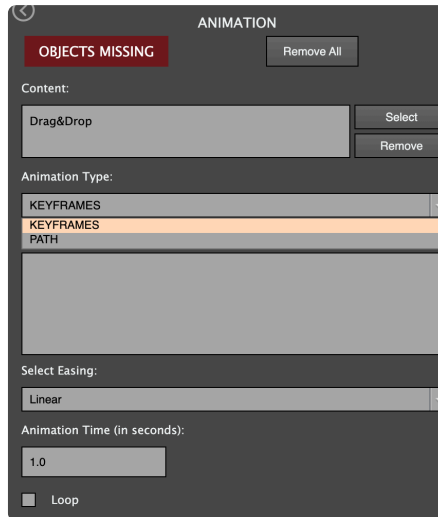 ANIMATION
OBJECTS MISSING
Remove All
Content:
Drag&Drop
Select
Remove
Animation Type:
KEYFRAMES
KEYFRAMES
PATH
Select Easing:
Linear
Animation Time (in seconds):
1.0
Loop